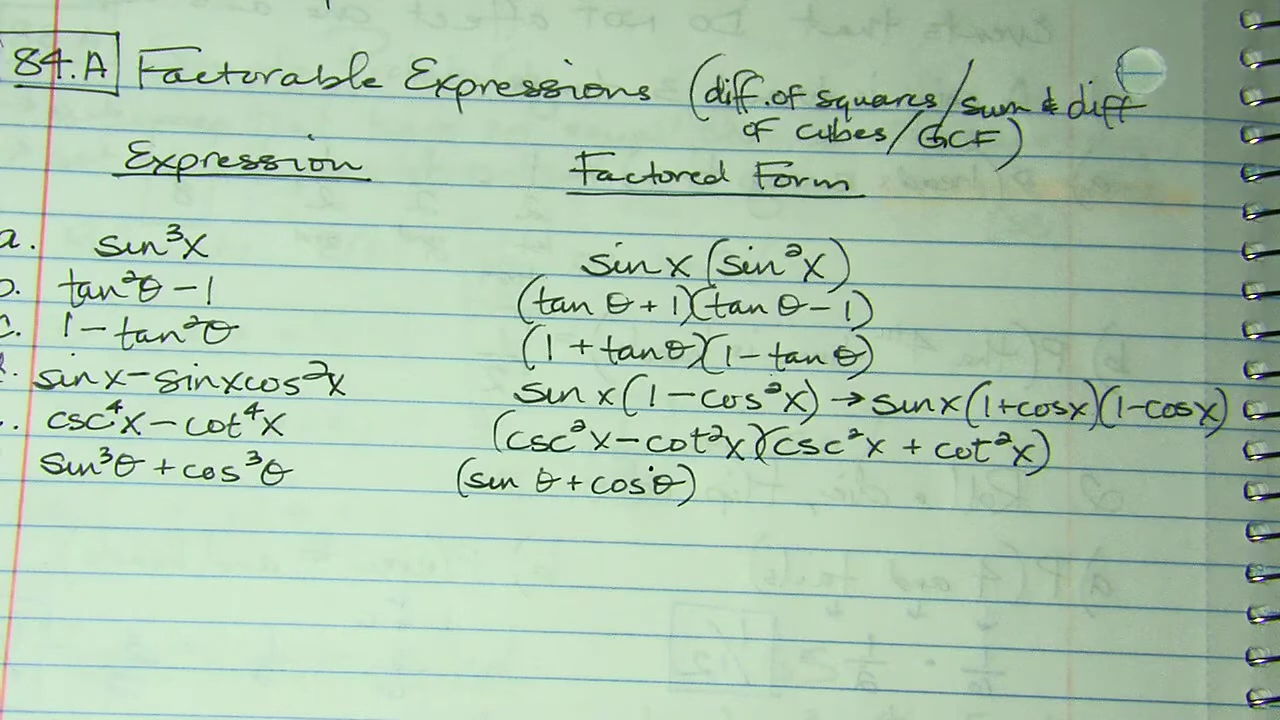 84.A Factorable Expressions (diff. of squares/sum & diff
of cubes/GCF)
Expression Factored Form
a. sin³x sin x (sin²x)
b. tan²θ − 1 (tan θ + 1)(tan θ − 1)
c. 1 − tan²θ (1 + tan θ)(1 − tan θ)
sin x − sin x cos²x sin x (1 − cos²x) → sin x (1 + cos x)(1 − cos x)
csc⁴x − cot⁴x (csc²x − cot²x)(csc²x + cot²x)
sin³θ + cos³θ (sin θ + cos θ)